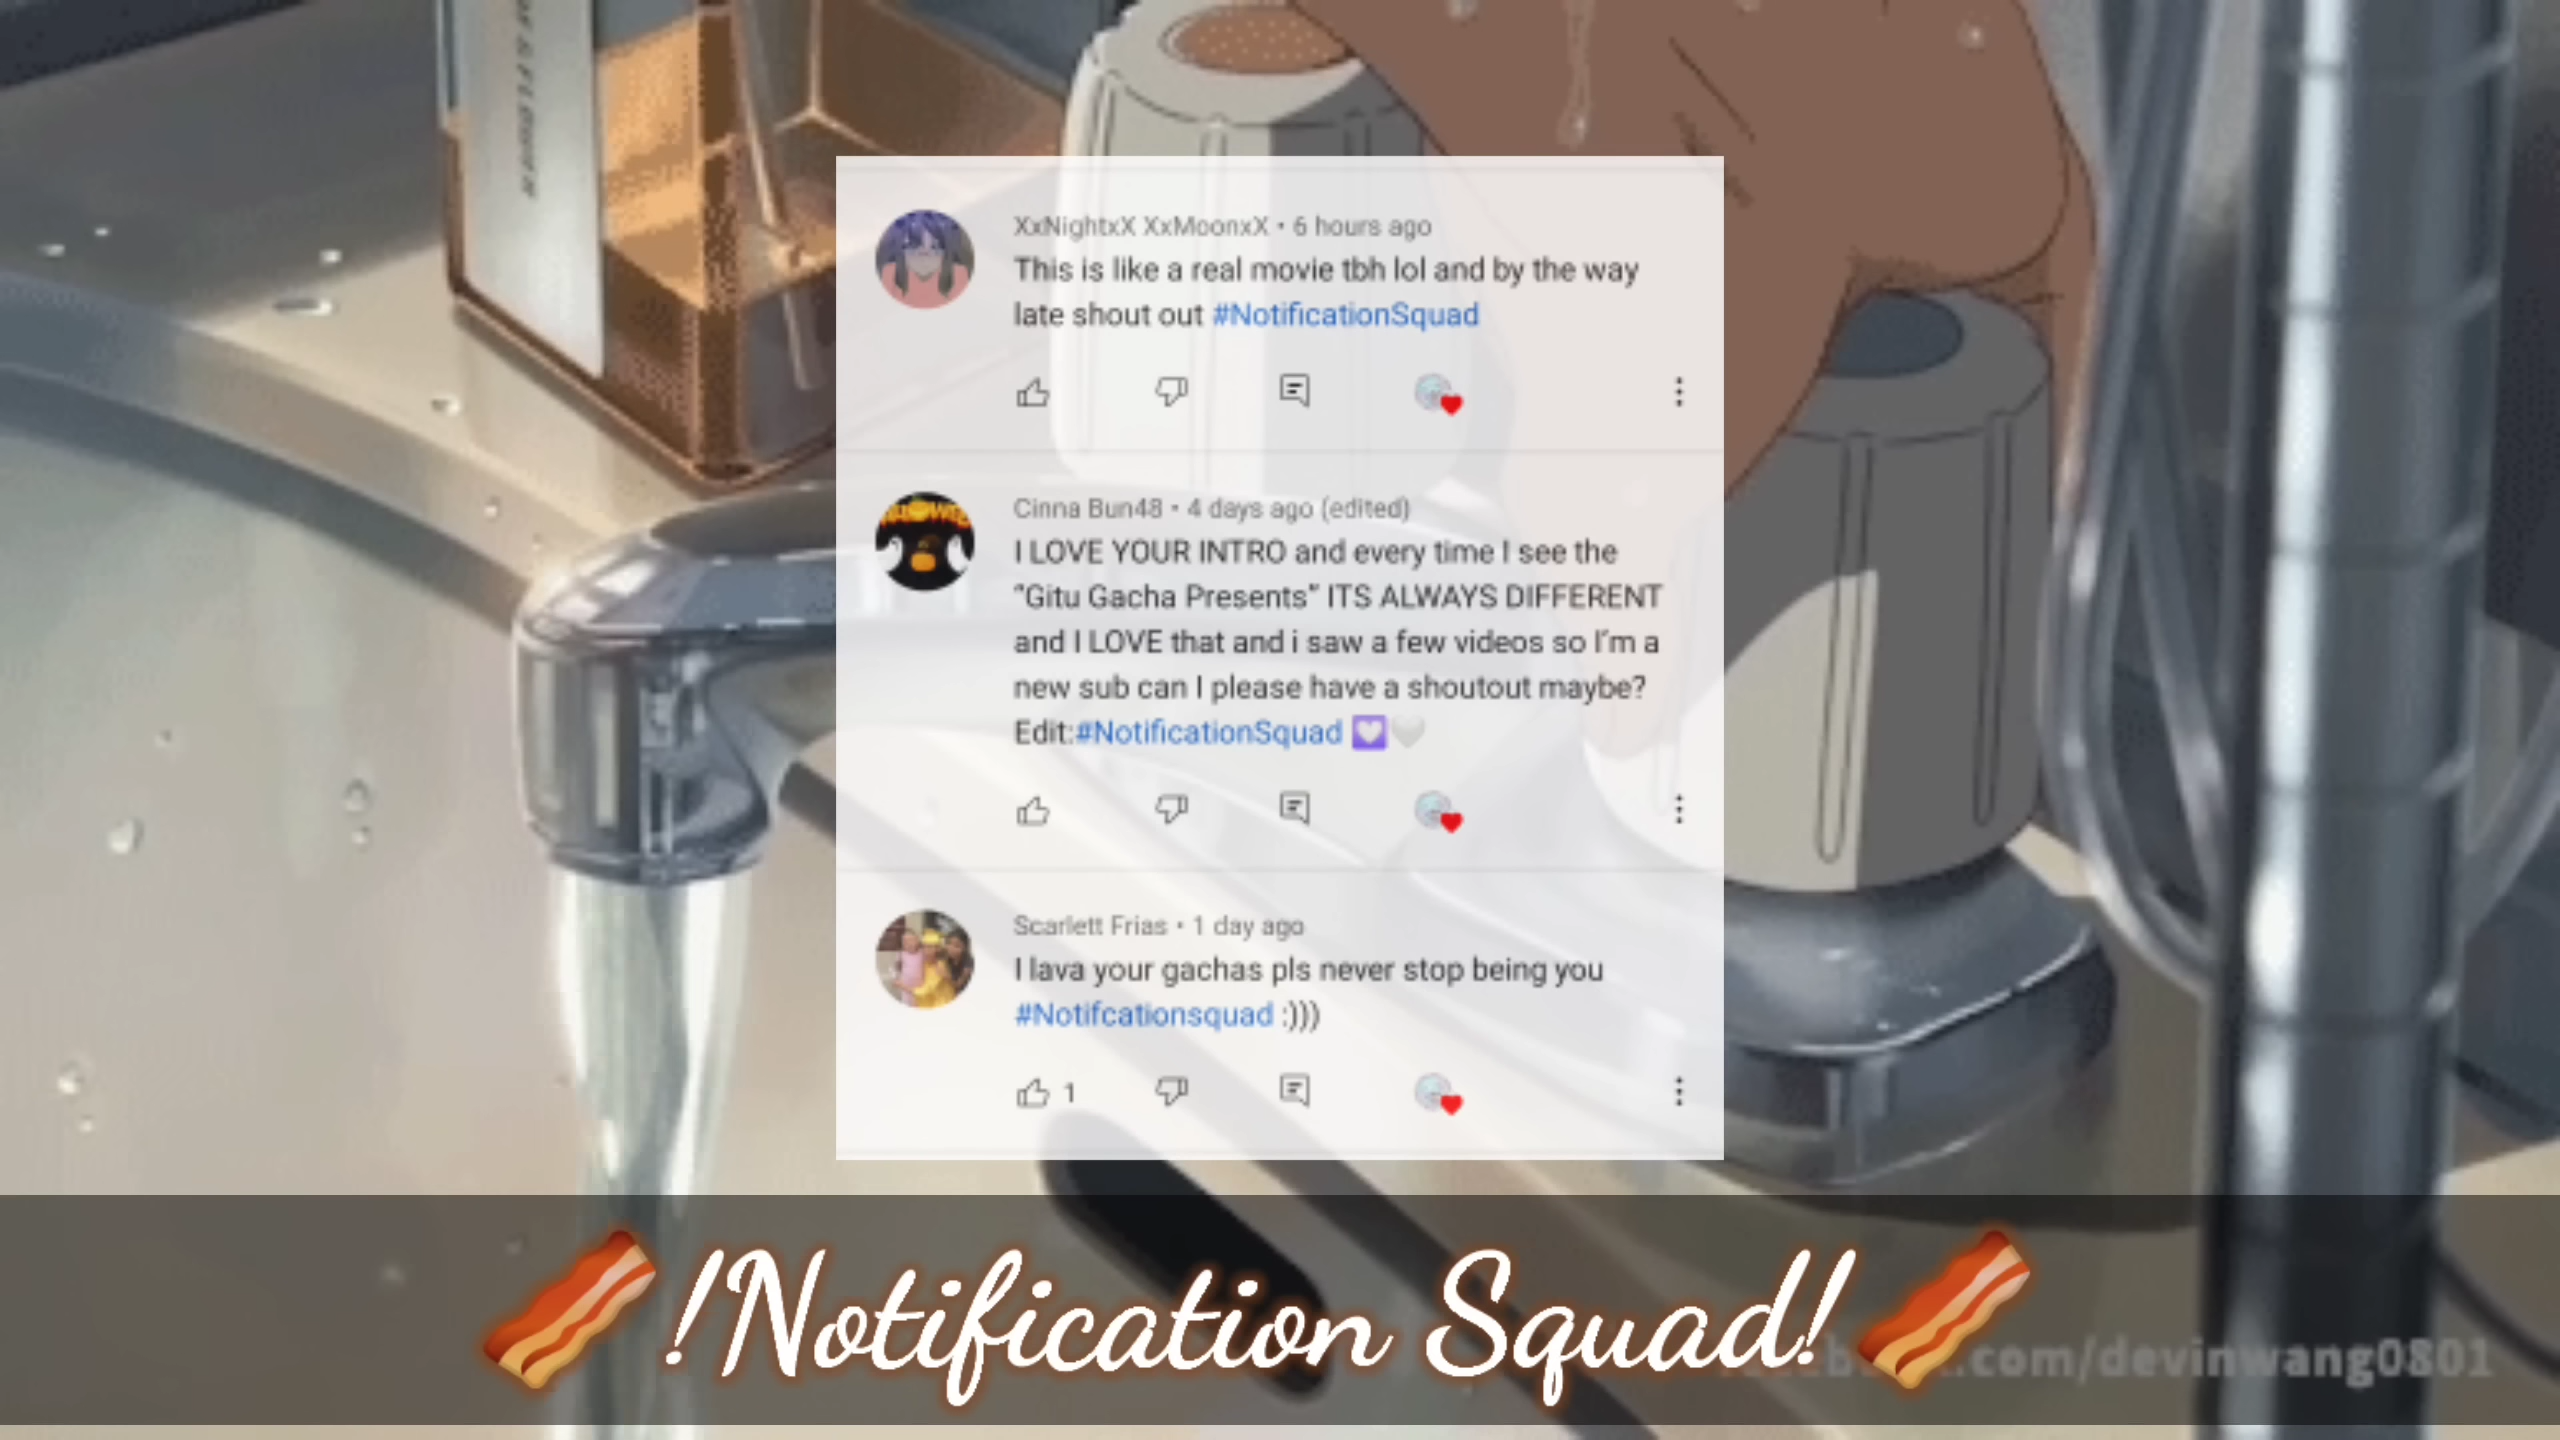 XxNightxX XxMoonxX • 6 hours ago
This is like a real movie tbh lol and by the way
late shout out #NotificationSquad
Cinna Bun48 • 4 days ago (edited)
I LOVE YOUR INTRO and every time I see the
“Gitu Gacha Presents” ITS ALWAYS DIFFERENT
and I LOVE that and i saw a few videos so I’m a
new sub can I please have a shoutout maybe?
Edit:#NotificationSquad 💟🤍
Scarlett Frias • 1 day ago
I lava your gachas pls never stop being you
#Notifcationsquad :)))
1
🥓!Notification Squad!🥓
.com/devinwang0801